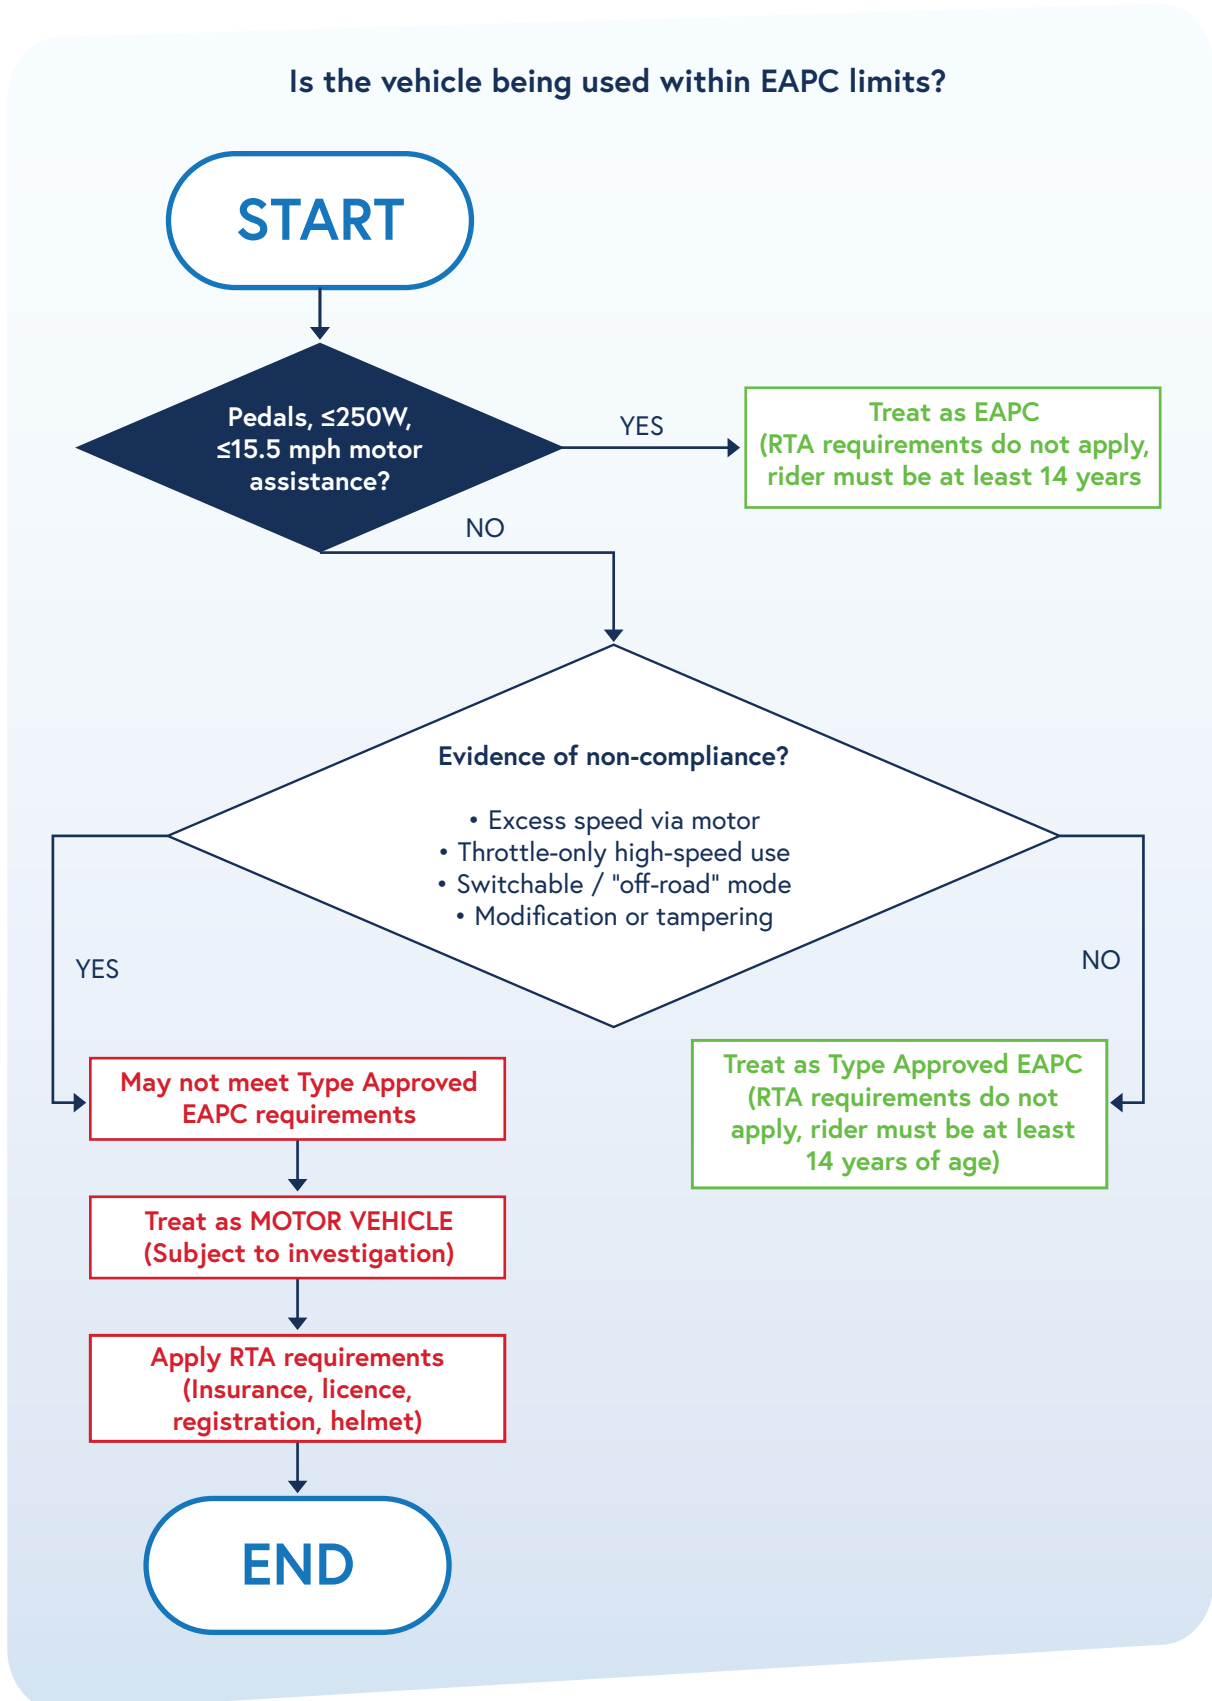 Is the vehicle being used within EAPC limits?
START
Pedals, ≤250W,
≤15.5 mph motor
assistance?
YES
Treat as EAPC
(RTA requirements do not apply,
rider must be at least 14 years
NO
Evidence of non-compliance?
• Excess speed via motor
• Throttle-only high-speed use
• Switchable / "off-road" mode
• Modification or tampering
YES
NO
May not meet Type Approved
EAPC requirements
Treat as Type Approved EAPC
(RTA requirements do not
apply, rider must be at least
14 years of age)
Treat as MOTOR VEHICLE
(Subject to investigation)
Apply RTA requirements
(Insurance, licence,
registration, helmet)
END